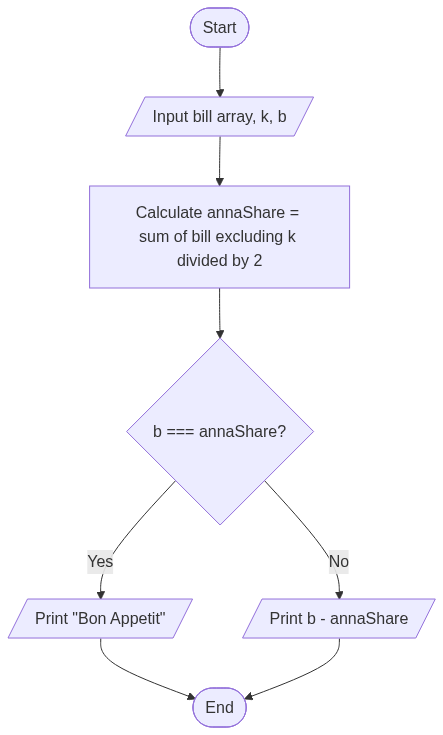 Start
Input bill array, k, b
Calculate annaShare =
sum of bill excluding k
divided by 2
b === annaShare?
Yes
No
Print "Bon Appetit"
Print b - annaShare
End